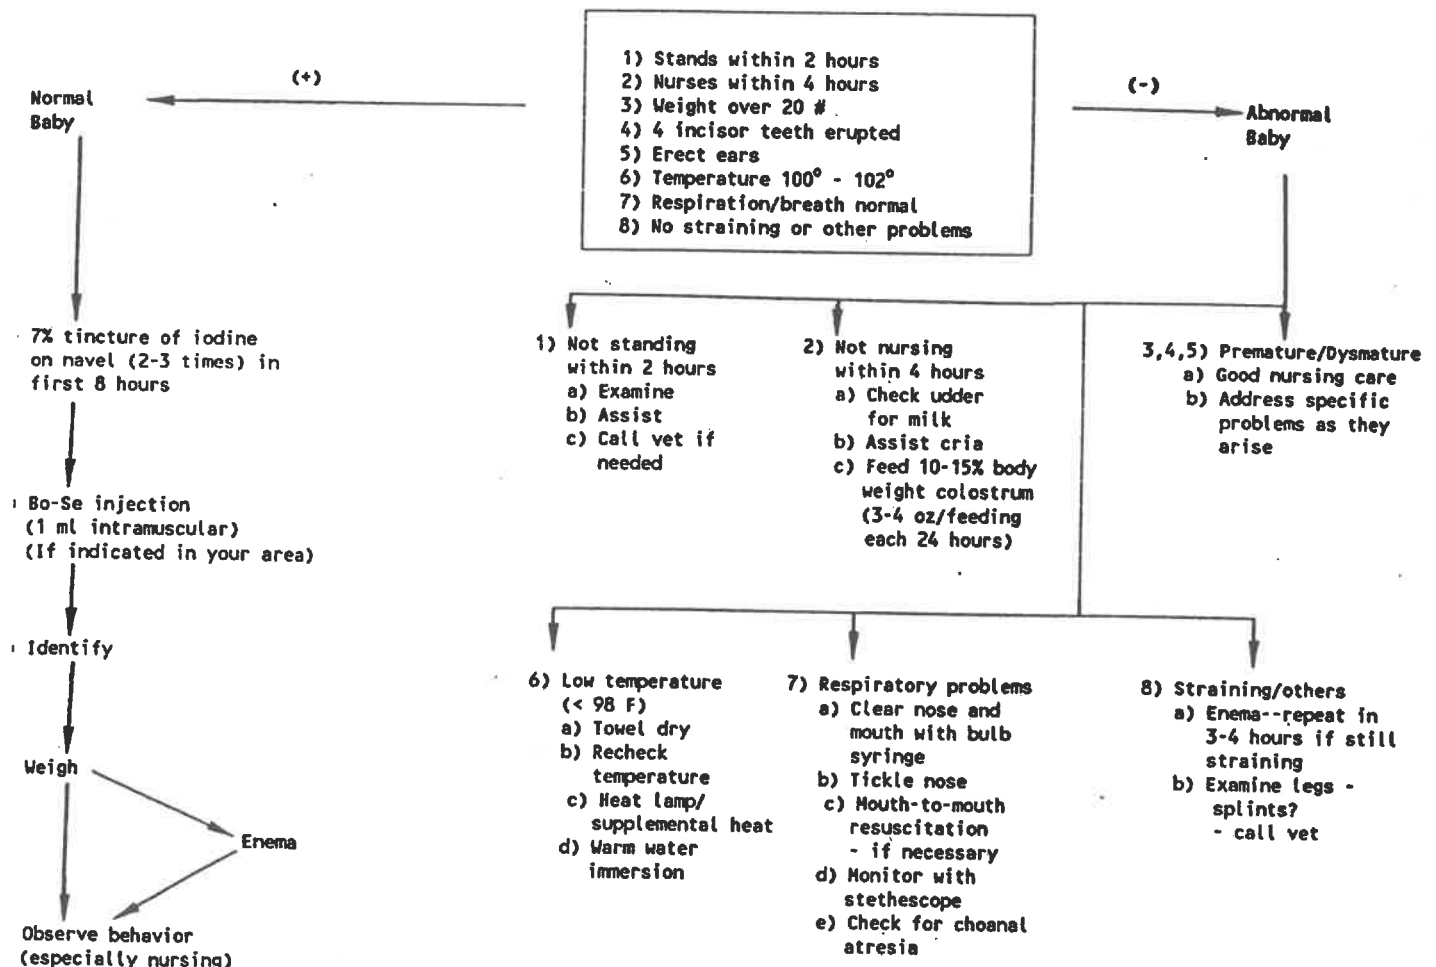 1) Stands within 2 hours
2) Nurses within 4 hours
3) Weight over 20 #
4) 4 incisor teeth erupted
5) Erect ears
6) Temperature 100° - 102°
7) Respiration/breath normal
8) No straining or other problems
(+)
(-)
Normal
Baby
Abnormal
Baby
7% tincture of iodine
on navel (2-3 times) in
first 8 hours
Bo-Se injection
(1 ml intramuscular)
(If indicated in your area)
Identify
Weigh
Enema
Observe behavior
(especially nursing)
1) Not standing
within 2 hours
a) Examine
b) Assist
c) Call vet if
needed
2) Not nursing
within 4 hours
a) Check udder
for milk
b) Assist cria
c) Feed 10-15% body
weight colostrum
(3-4 oz/feeding
each 24 hours)
3,4,5) Premature/Dysmature
a) Good nursing care
b) Address specific
problems as they
arise
6) Low temperature
(< 98 F)
a) Towel dry
b) Recheck
temperature
c) Heat lamp/
supplemental heat
d) Warm water
immersion
7) Respiratory problems
a) Clear nose and
mouth with bulb
syringe
b) Tickle nose
c) Mouth-to-mouth
resuscitation
- if necessary
d) Monitor with
stethescope
e) Check for choanal
atresia
8) Straining/others
a) Enema--repeat in
3-4 hours if still
straining
b) Examine legs -
splints?
- call vet